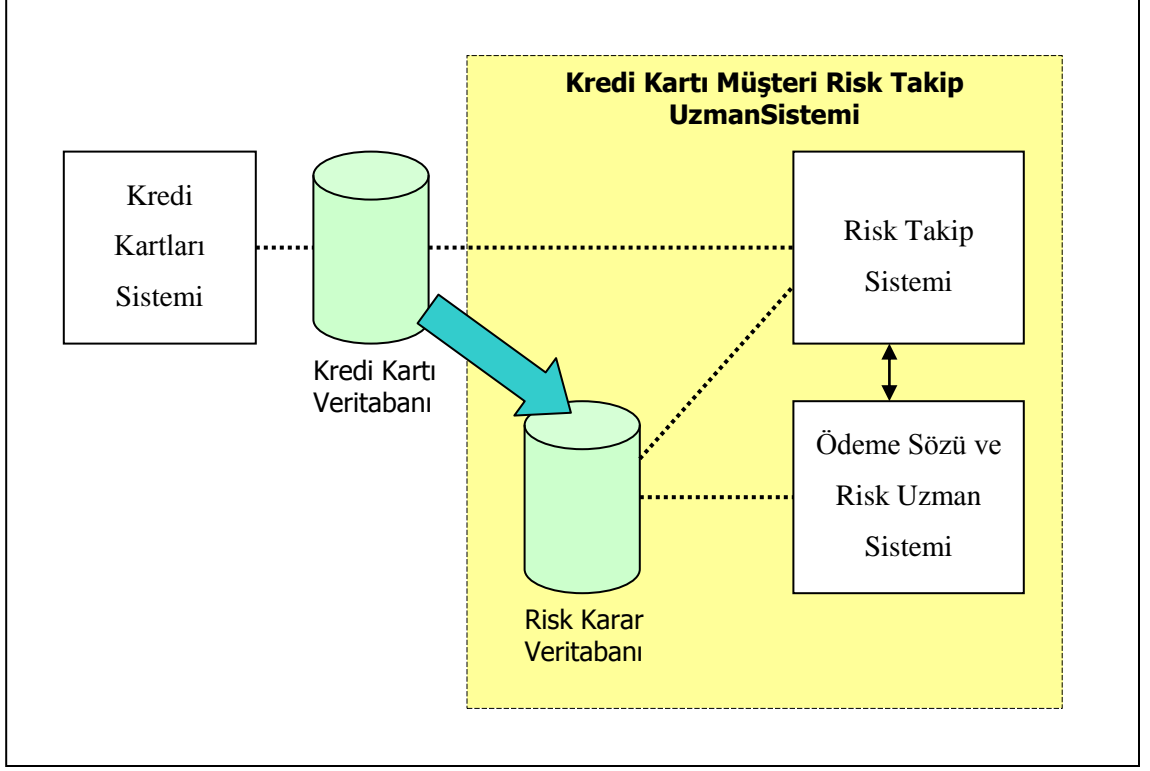 Kredi Kartı Müşteri Risk Takip
UzmanSistemi
Kredi
Kartları
Sistemi
Risk Takip
Sistemi
Kredi Kartı
Veritabanı
Ödeme Sözü ve
Risk Uzman
Sistemi
Risk Karar
Veritabanı